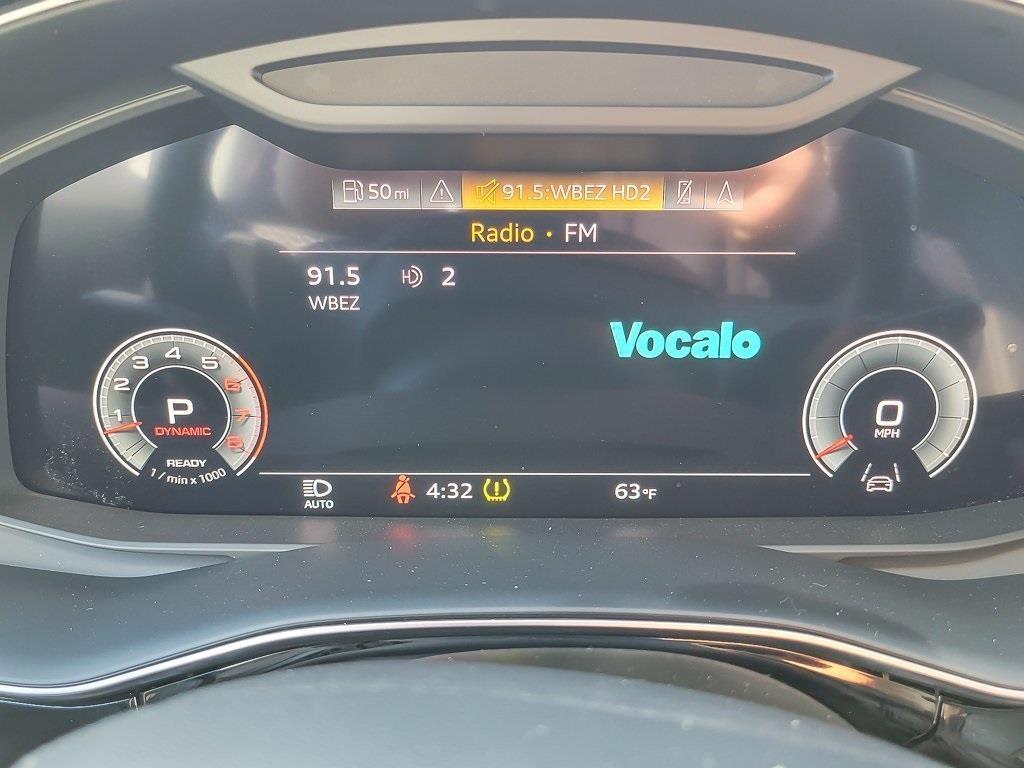 50 mi 91.5:WBEZ HD2
Radio • FM
91.5 HD 2
WBEZ
Vocalo
1 2 3 4 5 6 7 8
P
DYNAMIC
READY
1 / min x 1000
0
MPH
AUTO
4:32
63°F